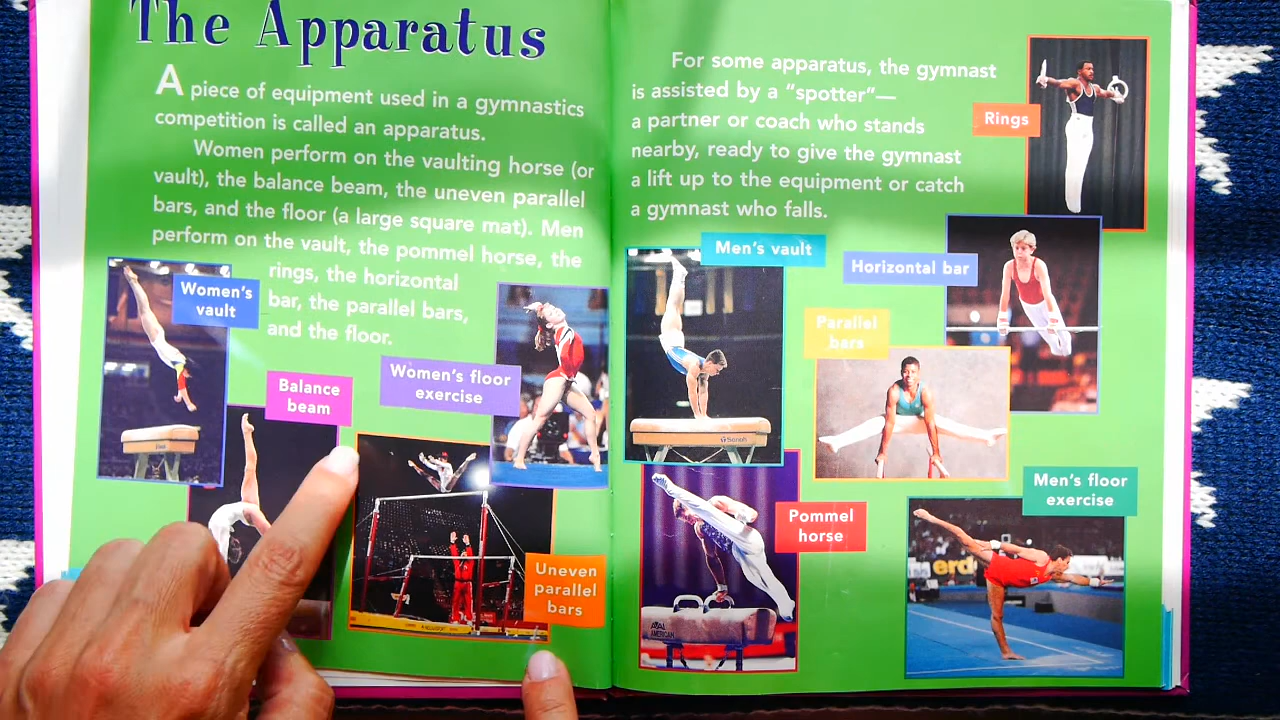 The Apparatus
A piece of equipment used in a gymnastics
competition is called an apparatus.
Women perform on the vaulting horse (or
vault), the balance beam, the uneven parallel
bars, and the floor (a large square mat). Men
perform on the vault, the pommel horse, the
rings, the horizontal
bar, the parallel bars,
and the floor.
Women's
vault
Balance
beam
Women's floor
exercise
Uneven
parallel
bars
For some apparatus, the gymnast
is assisted by a “spotter”—
a partner or coach who stands
nearby, ready to give the gymnast
a lift up to the equipment or catch
a gymnast who falls.
Rings
Men's vault
Horizontal bar
Parallel
bars
Pommel
horse
AMERICAN
Men's floor
exercise